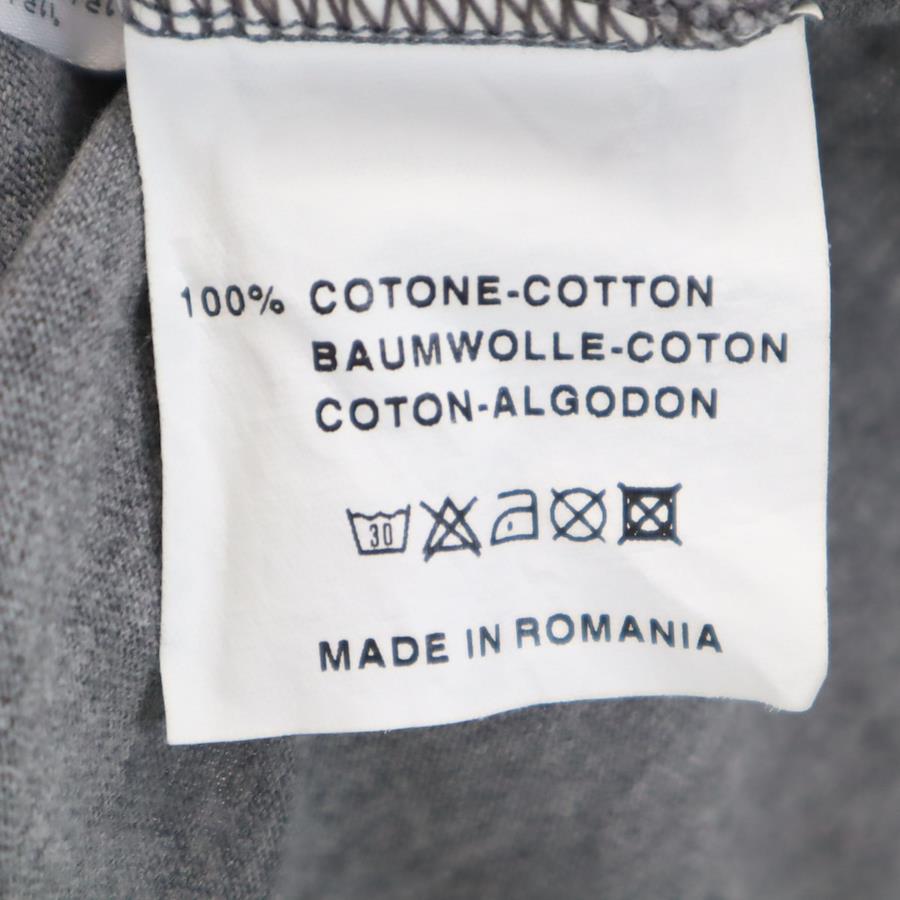 100% COTONE-COTTON
BAUMWOLLE-COTON
COTON-ALGODON
30
MADE IN ROMANIA